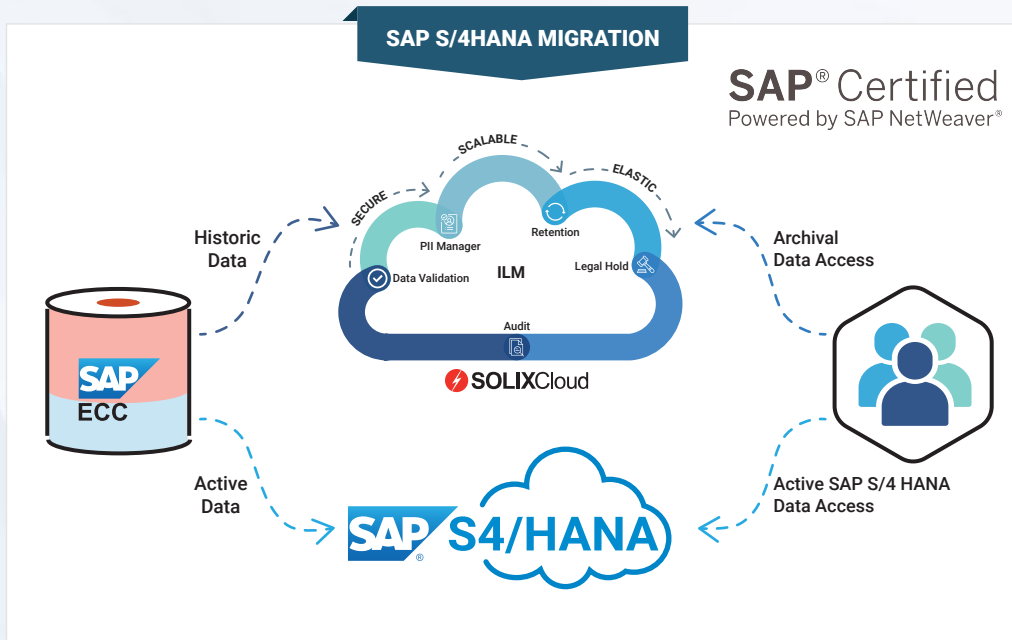 SAP S/4HANA MIGRATION
SAP® Certified
Powered by SAP NetWeaver®
SECURE
SCALABLE
ELASTIC
Historic
Data
PII Manager
Retention
Data Validation
ILM
Legal Hold
Audit
SOLIXCloud
Archival
Data Access
SAP
ECC
Active
Data
SAP®
S4/HANA
Active SAP S/4 HANA
Data Access